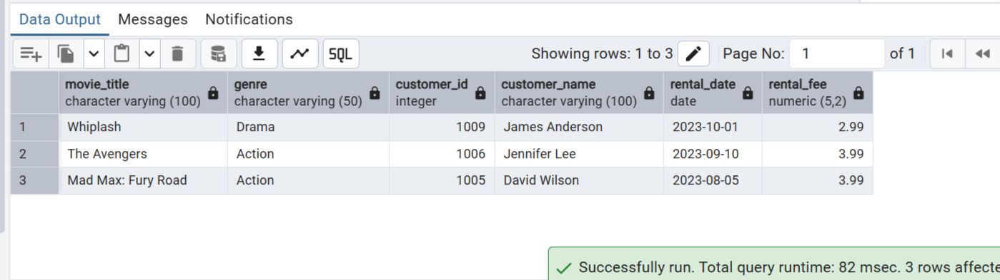 Data Output Messages Notifications
SQL Showing rows: 1 to 3 Page No: 1 of 1
movie_title genre customer_id customer_name rental_date rental_fee
character varying (100) character varying (50) integer character varying (100) date numeric (5,2)
1 Whiplash Drama 1009 James Anderson 2023-10-01 2.99
2 The Avengers Action 1006 Jennifer Lee 2023-09-10 3.99
3 Mad Max: Fury Road Action 1005 David Wilson 2023-08-05 3.99
Successfully run. Total query runtime: 82 msec. 3 rows